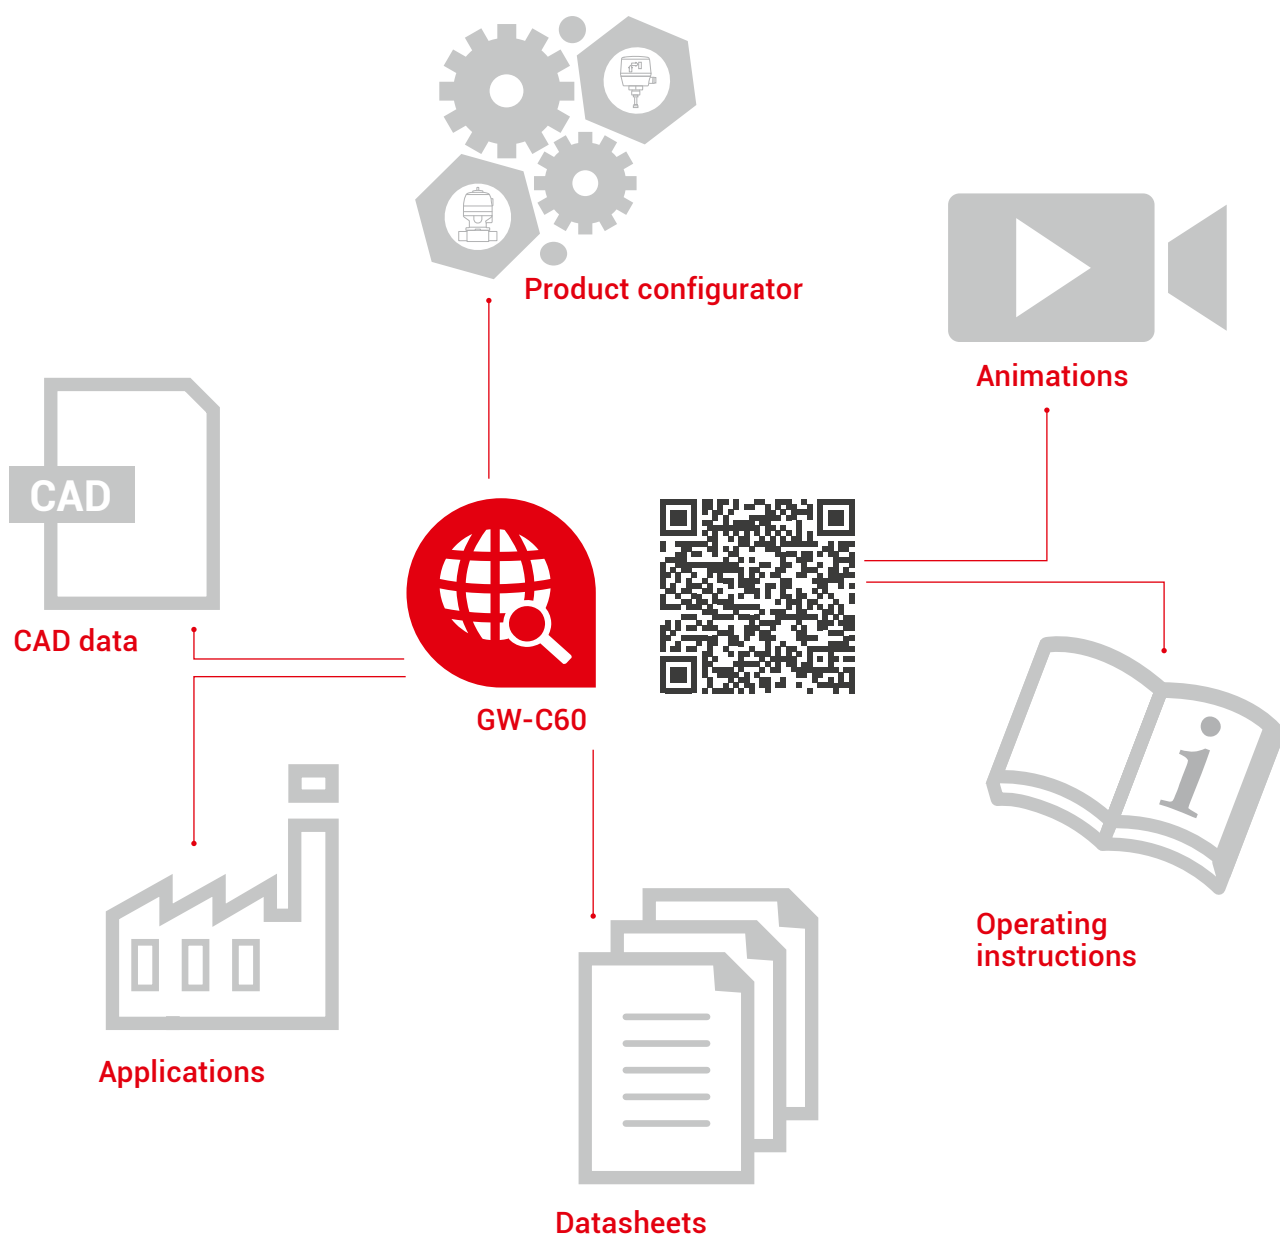 Product configurator
Animations
CAD
CAD data
GW-C60
Operating
instructions
Applications
Datasheets